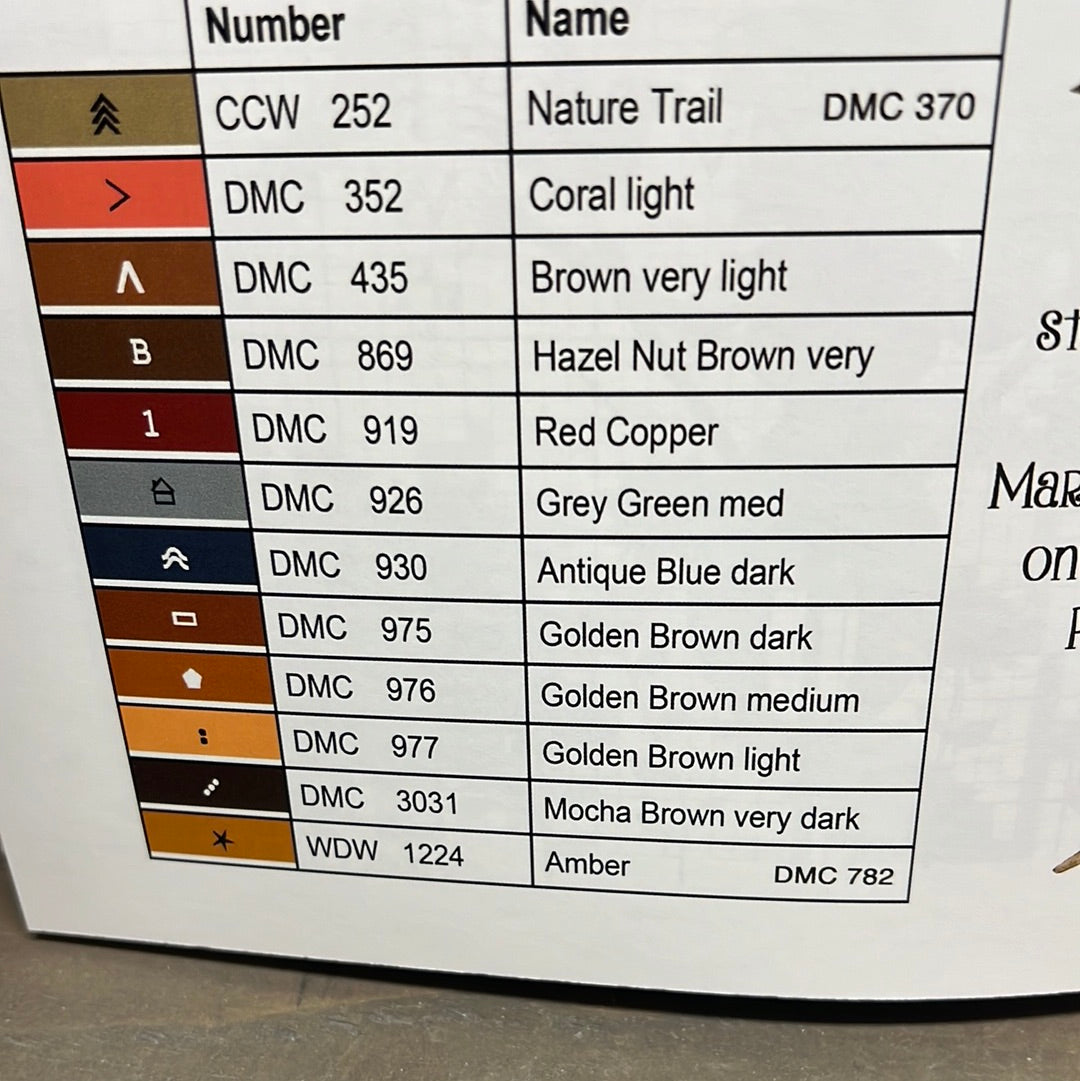 Number Name
CCW 252 Nature Trail DMC 370
> DMC 352 Coral light
Λ DMC 435 Brown very light
B DMC 869 Hazel Nut Brown very
1 DMC 919 Red Copper
DMC 926 Grey Green med
DMC 930 Antique Blue dark
DMC 975 Golden Brown dark
DMC 976 Golden Brown medium
: DMC 977 Golden Brown light
DMC 3031 Mocha Brown very dark
WDW 1224 Amber DMC 782
st
Mar
on